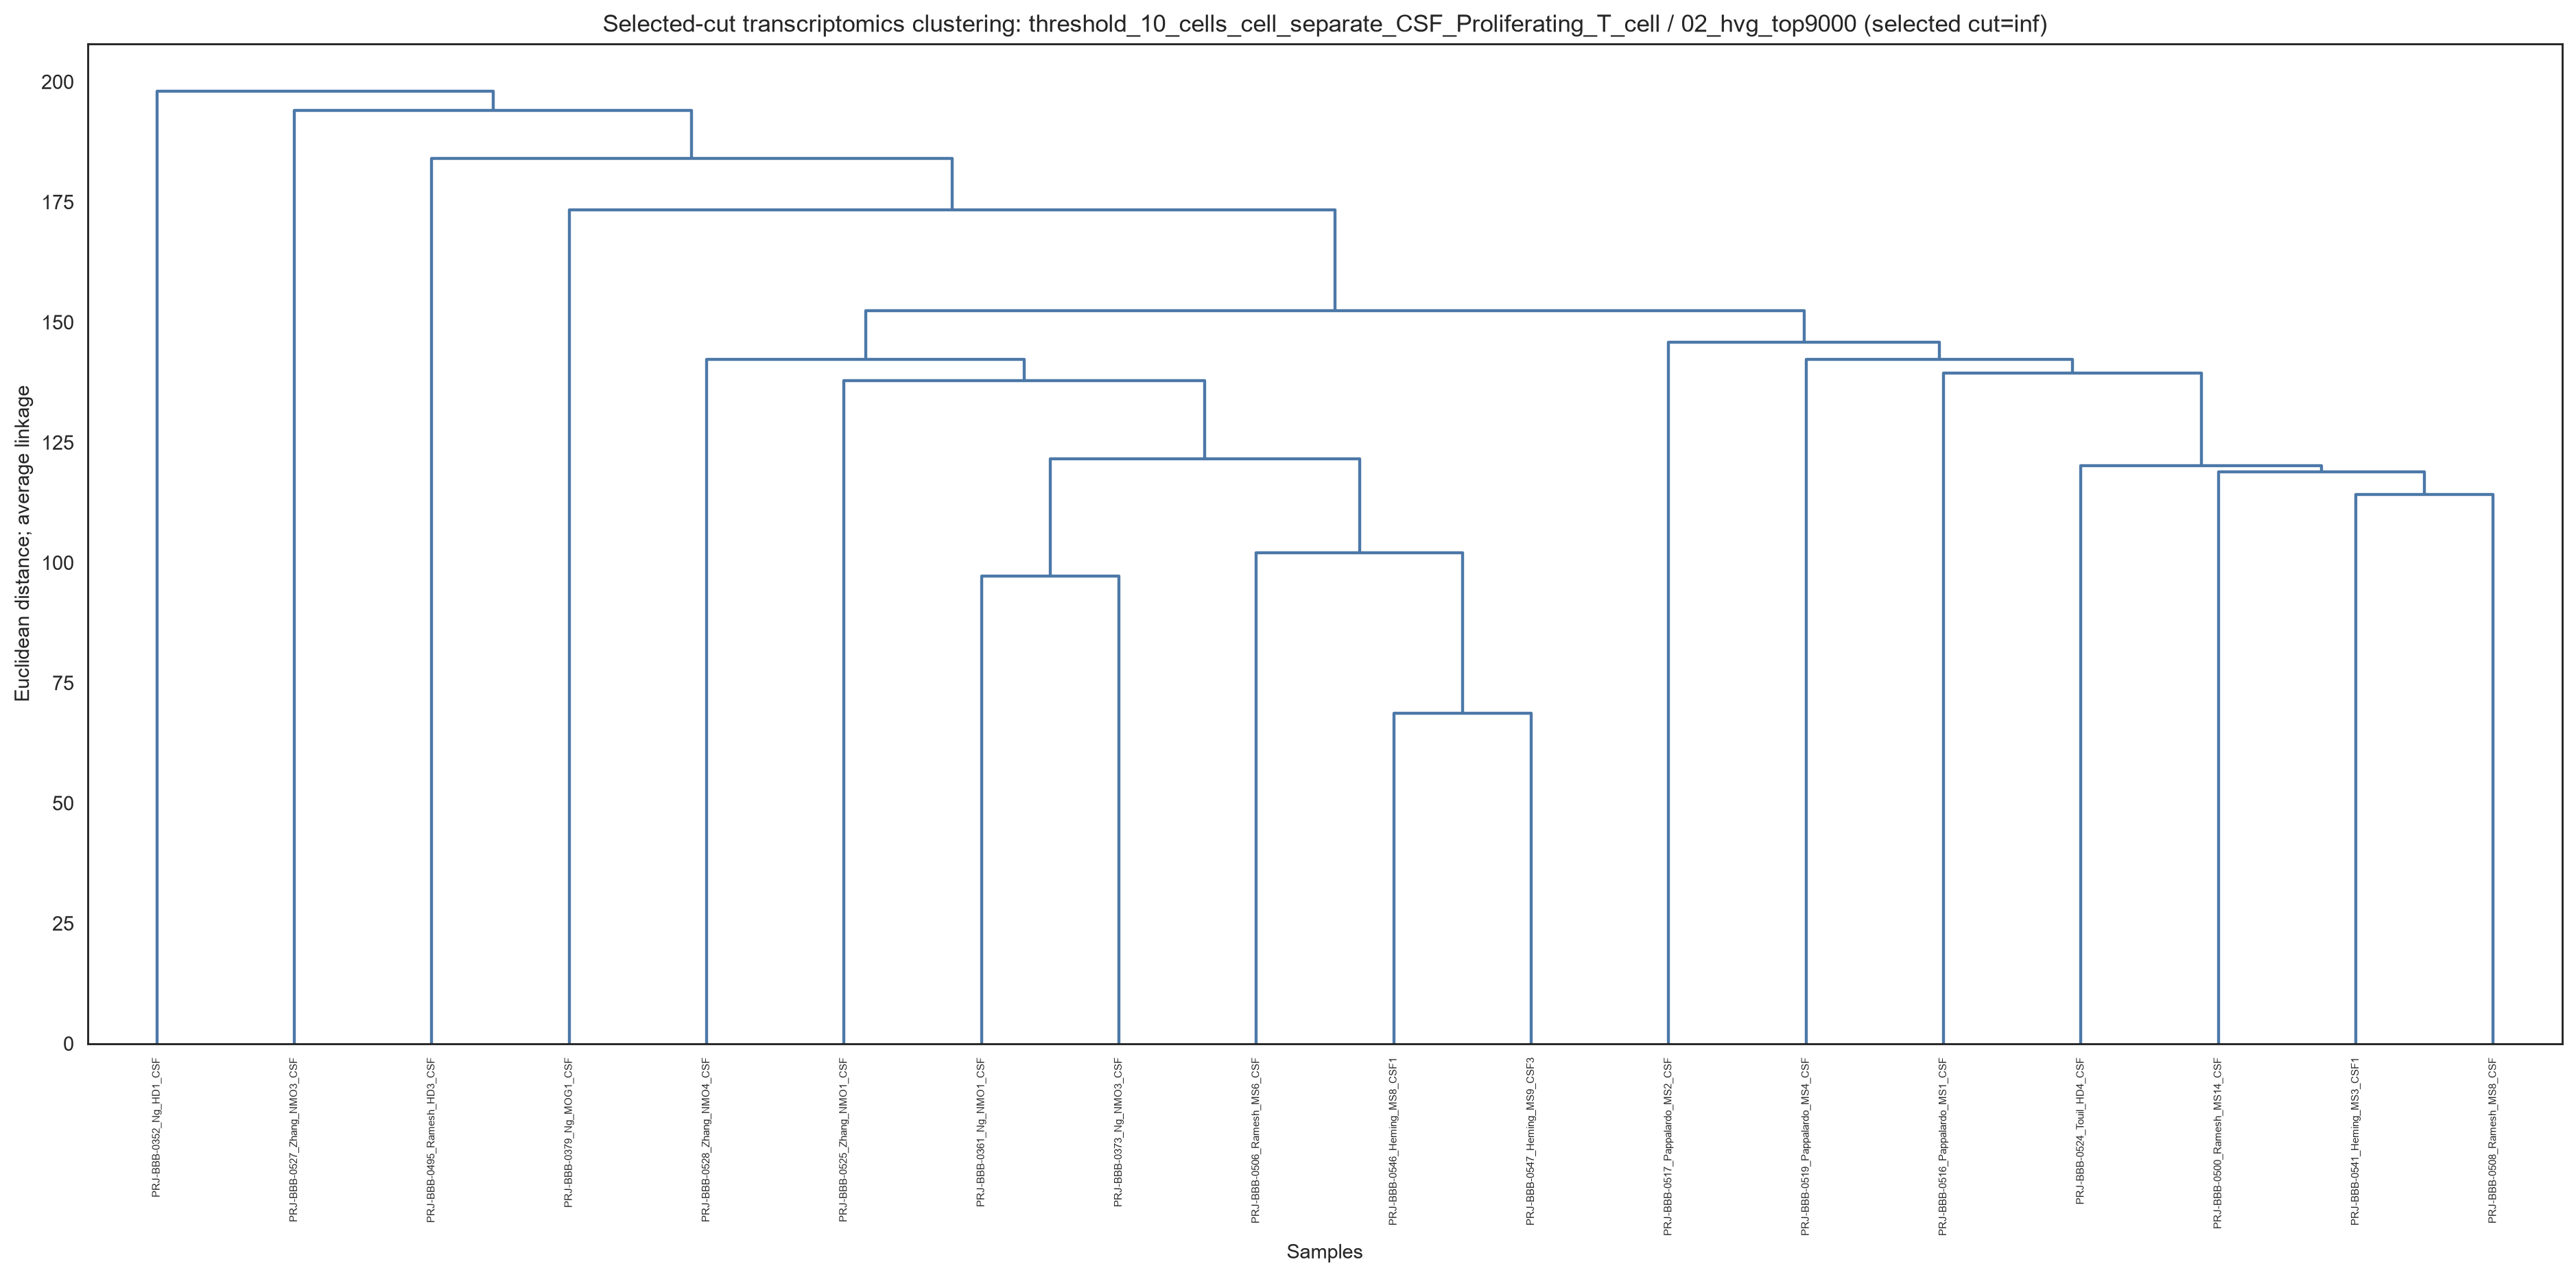 Selected-cut transcriptomics clustering: threshold_10_cells_cell_separate_CSF_Proliferating_T_cell / 02_hvg_top9000 (selected cut=inf)
Euclidean distance; average linkage
200
175
150
125
100
75
50
25
0
PRJ-BBB-0352_Ng_HD1_CSF
PRJ-BBB-0527_Zhang_NMO3_CSF
PRJ-BBB-0495_Ramesh_HD3_CSF
PRJ-BBB-0379_Ng_MOG1_CSF
PRJ-BBB-0528_Zhang_NMO4_CSF
PRJ-BBB-0525_Zhang_NMO1_CSF
PRJ-BBB-0361_Ng_NMO1_CSF
PRJ-BBB-0373_Ng_NMO3_CSF
PRJ-BBB-0506_Ramesh_MS6_CSF
PRJ-BBB-0546_Heming_MS8_CSF1
PRJ-BBB-0547_Heming_MS9_CSF3
PRJ-BBB-0517_Pappalardo_MS2_CSF
PRJ-BBB-0519_Pappalardo_MS4_CSF
PRJ-BBB-0516_Pappalardo_MS1_CSF
PRJ-BBB-0524_Touil_HD4_CSF
PRJ-BBB-0500_Ramesh_MS14_CSF
PRJ-BBB-0541_Heming_MS3_CSF1
PRJ-BBB-0508_Ramesh_MS8_CSF
Samples